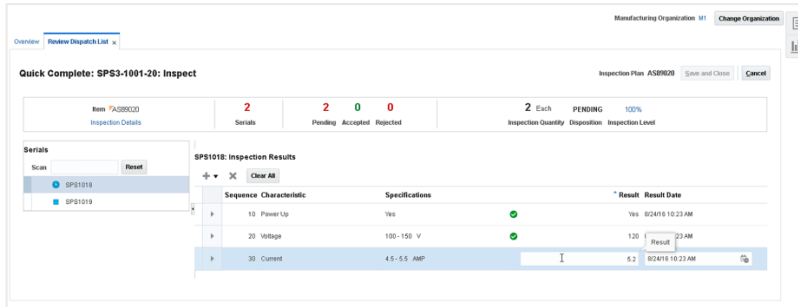 Manufacturing Organization M1 Change Organization
Overview Review Dispatch List x
Quick Complete: SPS3-1001-20: Inspect Inspection Plan AS89020 Save and Close Cancel
Item AS89020 2 2 0 0 2 Each PENDING 100%
Inspection Details Serials Pending Accepted Rejected Inspection Quantity Disposition Inspection Level
Serials
Scan Reset
SPS1018
SPS1019
SPS1018: Inspection Results
Clear All
Sequence Characteristic Specifications * Result Result Date
10 Power Up Yes Yes 8/24/16 10:23 AM
20 Voltage 100 - 150 V 120 23 AM
Result
30 Current 4.5 - 5.5 AMP 5.2 8/24/16 10:23 AM